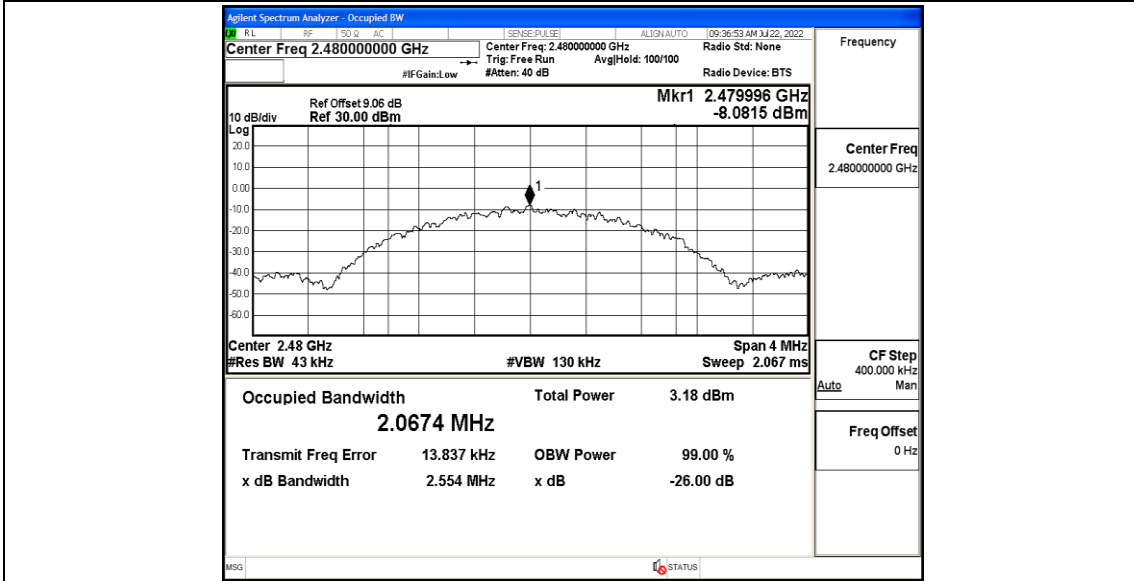 Agilent Spectrum Analyzer - Occupied BW
LXI RL RF 50 Ω AC SENSE:PULSE ALIGNAUTO 09:36:53 AM Jul 22, 2022
Center Freq 2.480000000 GHz
Center Freq: 2.480000000 GHz
Radio Std: None
Trig: Free Run Avg|Hold: 100/100
#IFGain:Low
#Atten: 40 dB
Radio Device: BTS
Frequency
Ref Offset 9.06 dB
Mkr1 2.479996 GHz
10 dB/div Ref 30.00 dBm
-8.0815 dBm
Log
20.0
10.0
0.00
-10.0
-20.0
-30.0
-40.0
-50.0
-60.0
1
Center Freq
2.480000000 GHz
Center 2.48 GHz
Span 4 MHz
#Res BW 43 kHz
#VBW 130 kHz
Sweep 2.067 ms
CF Step
400.000 kHz
Auto Man
Occupied Bandwidth
Total Power 3.18 dBm
2.0674 MHz
Transmit Freq Error 13.837 kHz
OBW Power 99.00 %
x dB Bandwidth 2.554 MHz
x dB -26.00 dB
Freq Offset
0 Hz
MSG
STATUS